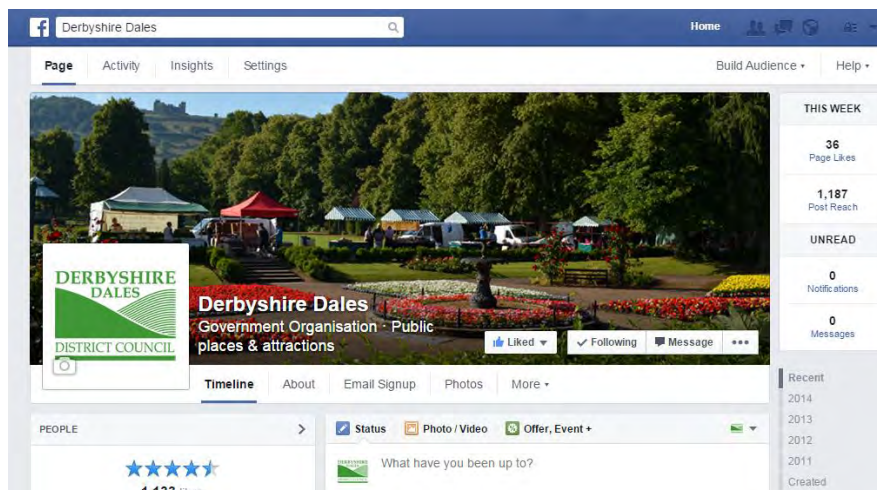 Derbyshire Dales
Home
Page Activity Insights Settings
Build Audience Help
THIS WEEK
36
Page Likes
1,187
Post Reach
UNREAD
0
Notifications
0
Messages
DERBYSHIRE
DALES
DISTRICT COUNCIL
Derbyshire Dales
Government Organisation · Public
places & attractions
Liked Following Message
Timeline About Email Signup Photos More
Recent
2014
2013
2012
2011
Created
PEOPLE
Status Photo / Video Offer, Event +
What have you been up to?